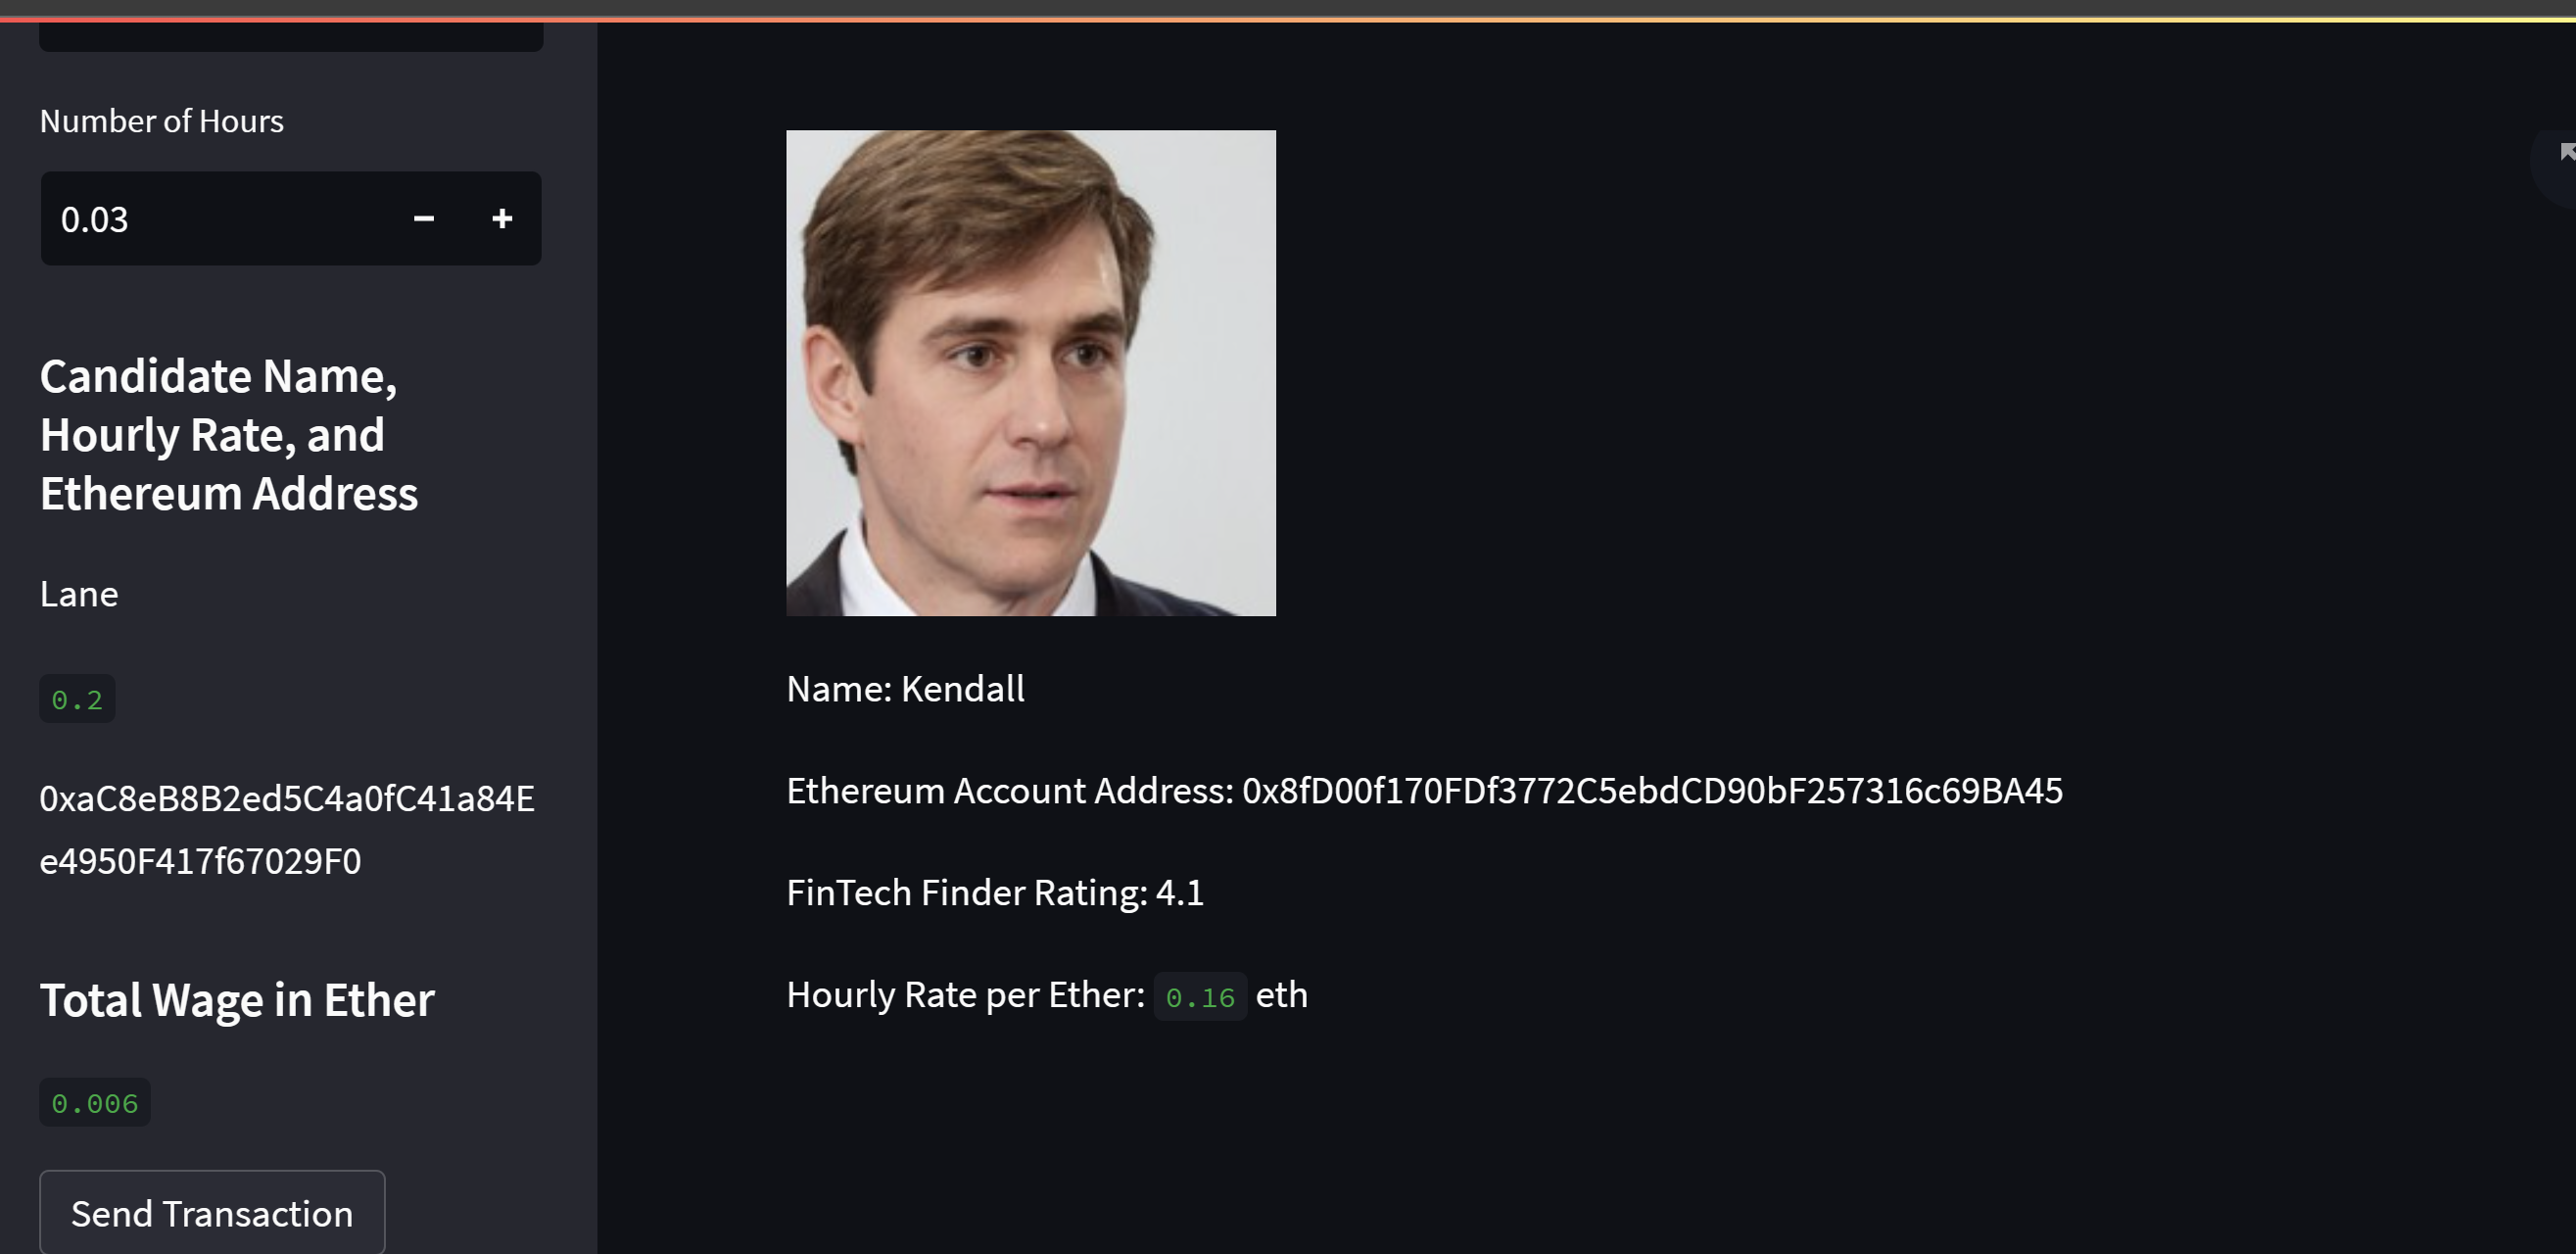 Number of Hours
0.03
Candidate Name,
Hourly Rate, and
Ethereum Address
Lane
0.2
0xaC8eB8B2ed5C4a0fC41a84E
e4950F417f67029F0
Total Wage in Ether
0.006
Send Transaction
Name: Kendall
Ethereum Account Address: 0x8fD00f170FDf3772C5ebdCD90bF257316c69BA45
FinTech Finder Rating: 4.1
Hourly Rate per Ether: 0.16 eth